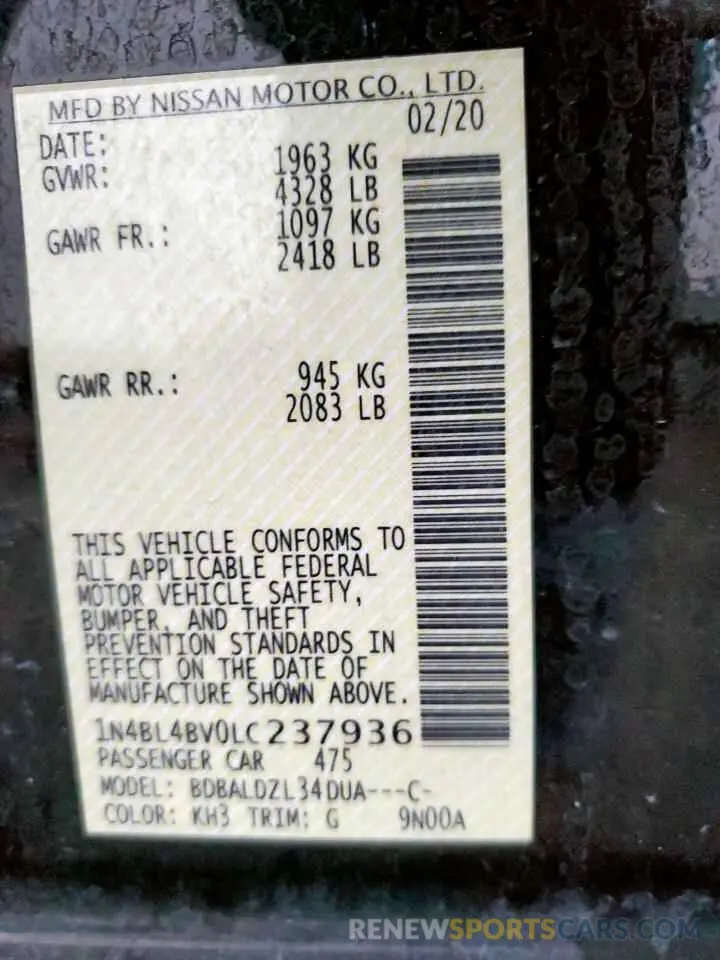 MFD BY NISSAN MOTOR CO., LTD.
DATE: 02/20
GVWR: 1963 KG
4328 LB
GAWR FR.: 1097 KG
2418 LB
GAWR RR.: 945 KG
2083 LB
THIS VEHICLE CONFORMS TO
ALL APPLICABLE FEDERAL
MOTOR VEHICLE SAFETY,
BUMPER, AND THEFT
PREVENTION STANDARDS IN
EFFECT ON THE DATE OF
MANUFACTURE SHOWN ABOVE.
1N4BL4BV0LC237936
PASSENGER CAR 475
MODEL: BDBALDZL34DUA---C-
COLOR: KH3 TRIM: G 9N00A
RENEWSPORTSCARS.COM